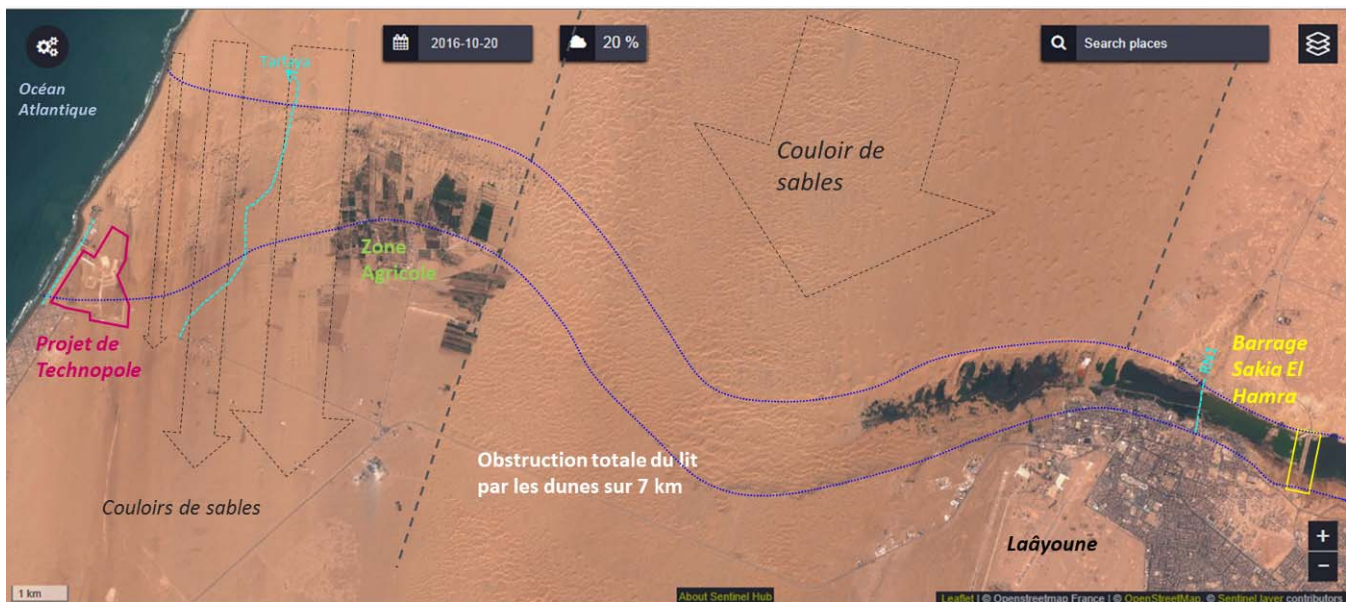 2016-10-20
20 %
Search places
Océan
Atlantique
Tarfaya
Couloir de
sables
Zone
Agricole
Projet de
Technopole
RN1
Barrage
Sakia El
Hamra
Obstruction totale du lit
par les dunes sur 7 km
Couloirs de sables
Laâyoune
+
−
1 km
About Sentinel Hub
Leaflet | © Openstreetmap France | © OpenStreetMap, © Sentinel layer contributors